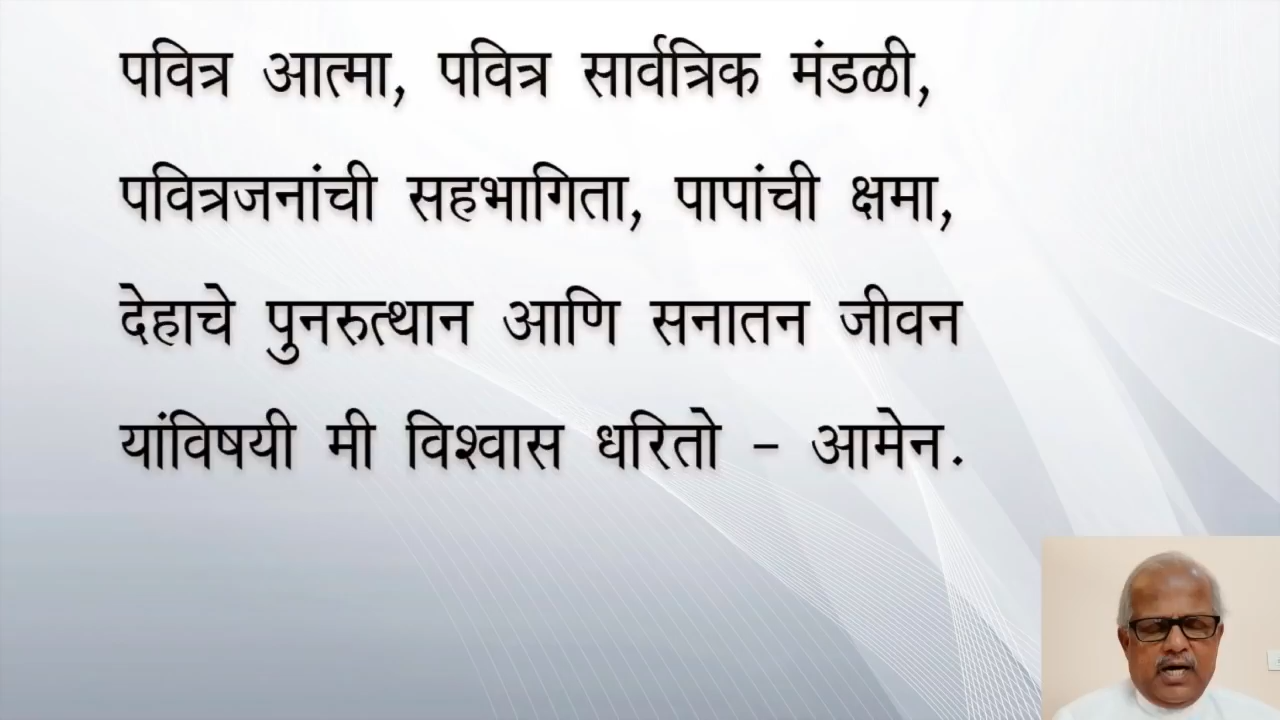 पवित्र आत्मा, पवित्र सार्वत्रिक मंडळी,
पवित्रजनांची सहभागिता, पापांची क्षमा,
देहाचे पुनरुत्थान आणि सनातन जीवन
यांविषयी मी विश्वास धरितो - आमेन.